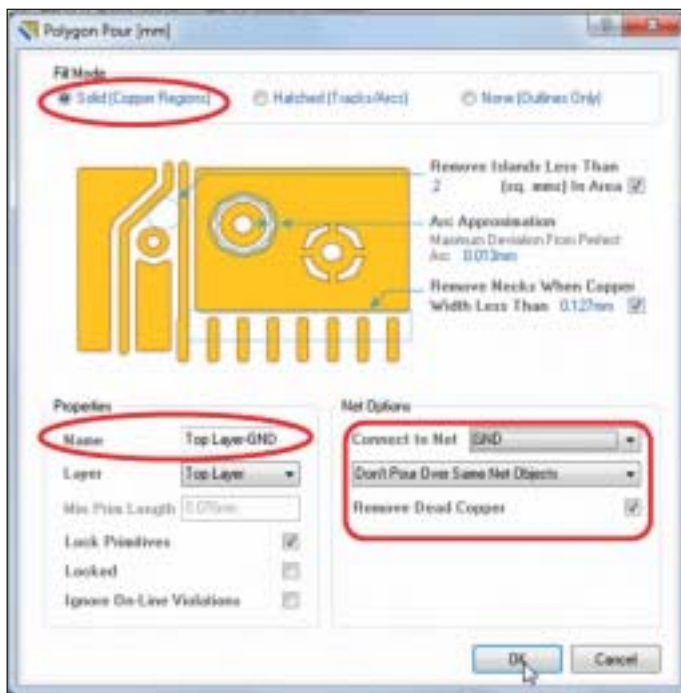 Polygon Pour [mm]
Fill Mode
Solid (Copper Regions) Hatched (Tracks/Arcs) None (Outlines Only)
Remove Islands Less Than
2 (sq. mms) In Area
Arc Approximation
Maximum Deviation From Perfect
Arc 0.013mm
Remove Necks When Copper
Width Less Than 0.127mm
Properties
Name Top Layer-GND
Layer Top Layer
Min Prim Length 0.076mm
Lock Primitives
Locked
Ignore On-Line Violations
Net Options
Connect to Net GND
Don't Pour Over Same Net Objects
Remove Dead Copper
OK Cancel